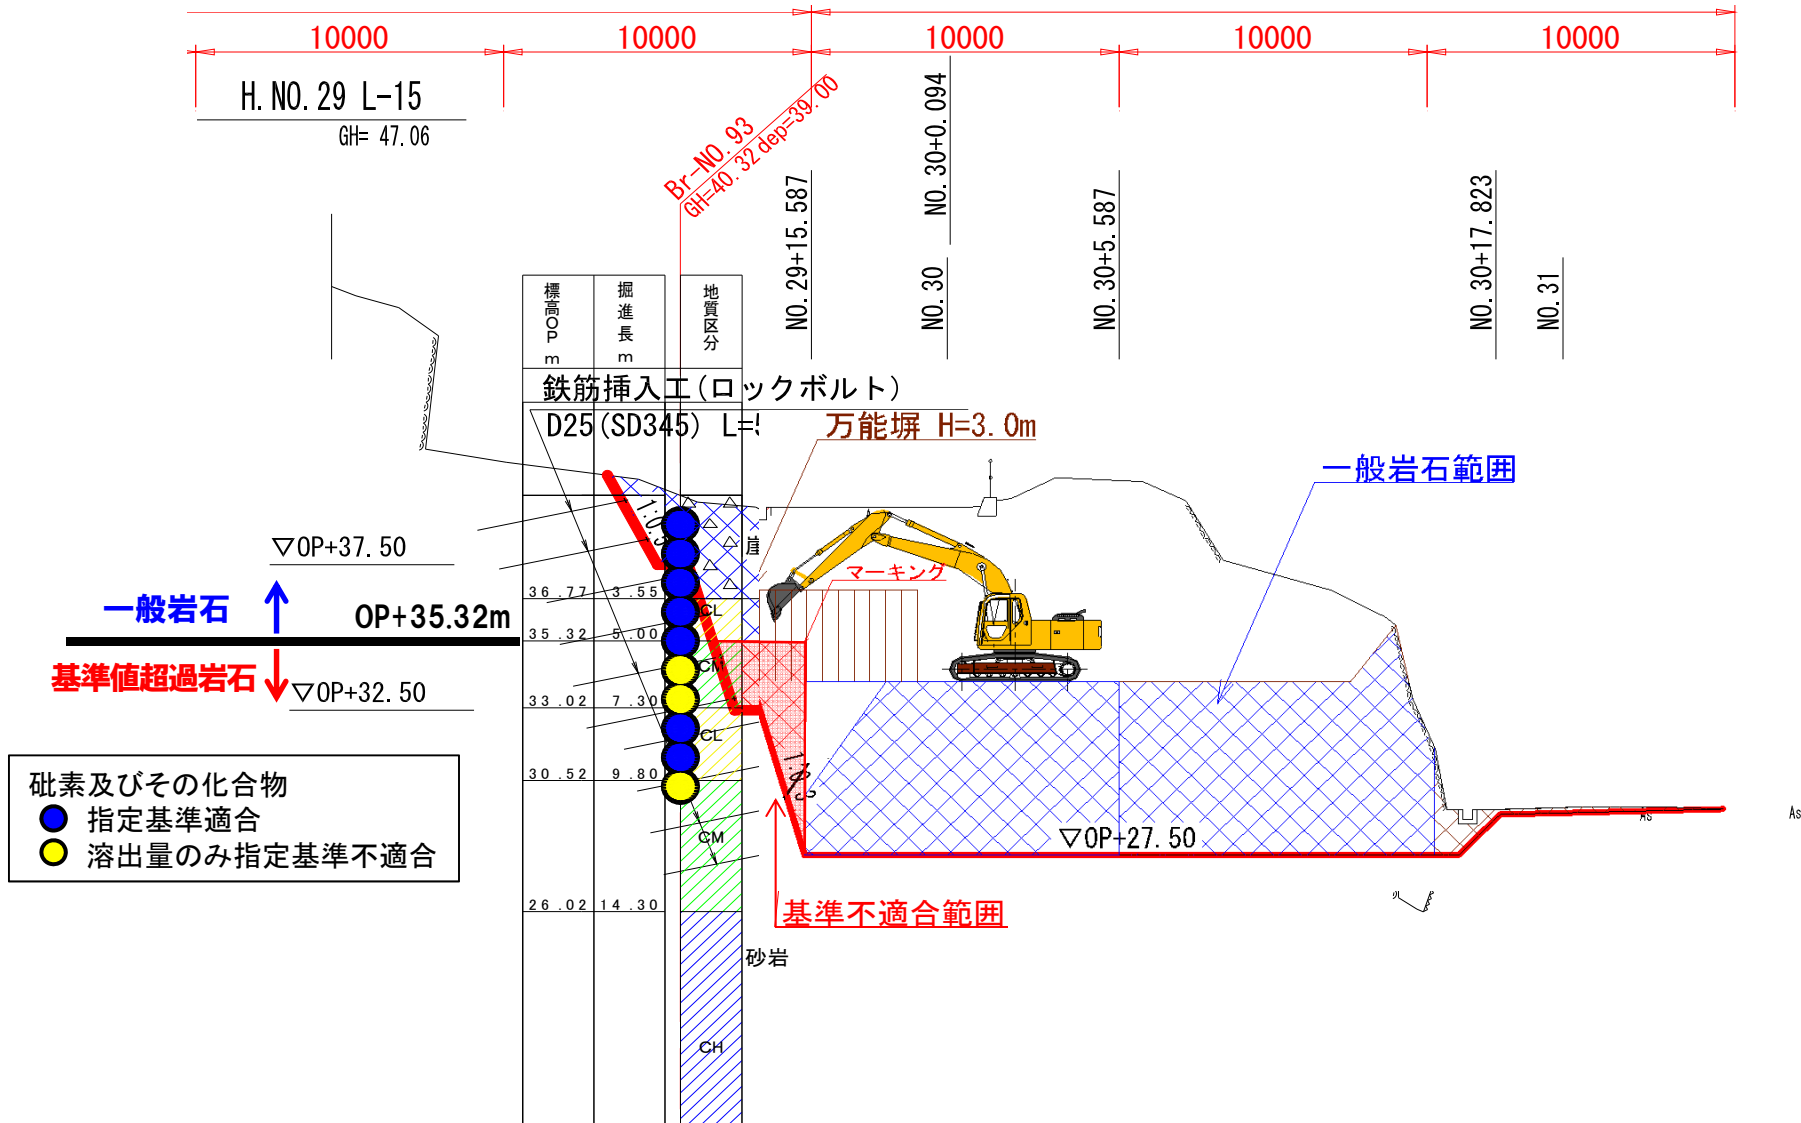 10000
10000
10000
10000
10000
H.NO.29 L-15
GH= 47.06
Br-NO.93
GH=40.32 dep=39.00
NO.29+15.587
NO.30+0.094
NO.30
NO.30+5.587
NO.30+17.823
NO.31
標高OP m
掘進長 m
地質区分
鉄筋挿入工(ロックボルト)
D25(SD345) L=
万能塀 H=3.0m
一般岩石範囲
▽OP+37.50
マーキング
崖
36.77 3.55
一般岩石
OP+35.32m
CL
35.32 5.00
基準値超過岩石
CM
▽OP+32.50
33.02 7.30
CL
30.52 9.80
砒素及びその化合物
指定基準適合
溶出量のみ指定基準不適合
CM
▽OP+27.50
As
As
26.02 14.30
基準不適合範囲
砂岩
CH